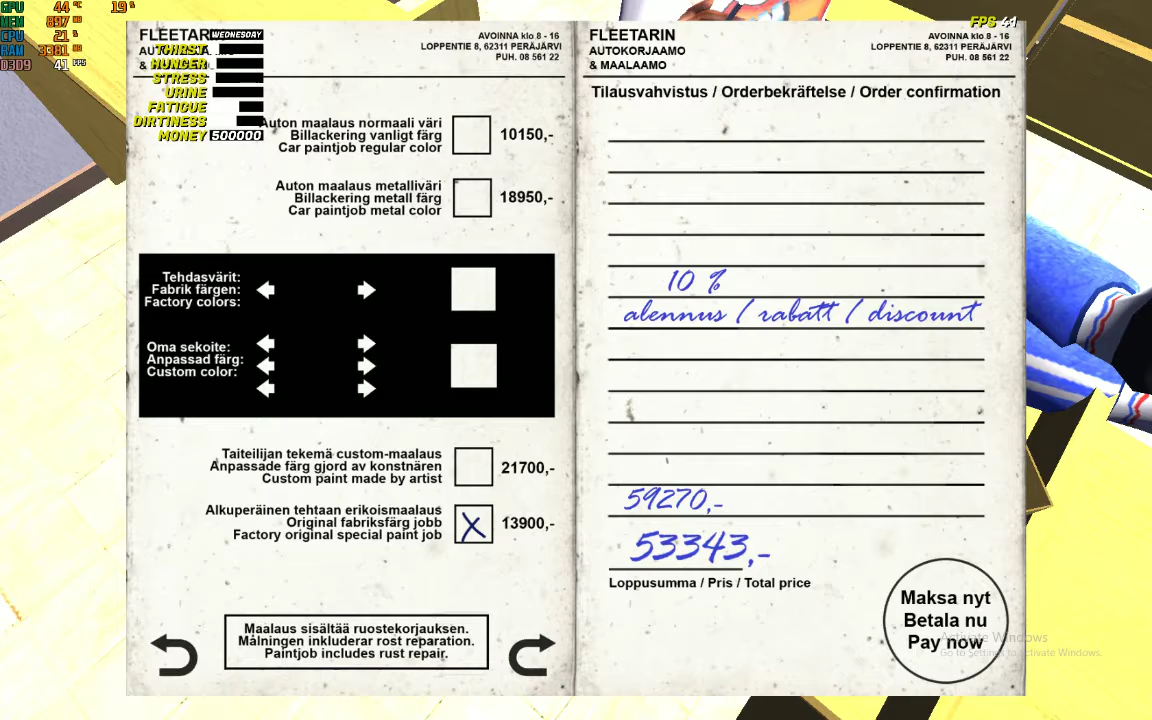 GPU 44 °C 19 %
MEM 897 MB
CPU 21 %
RAM 3381 MB
D3D9 41 FPS
FPS 41
WEDNESDAY
THIRST
HUNGER
STRESS
URINE
FATIGUE
DIRTINESS
MONEY 500000
FLEETAR
AU
&
AVOINNA klo 8 - 16
LOPPENTIE 8, 62311 PERÄJÄRVI
PUH. 08 561 22
Auton maalaus normaali väri
Billackering vanligt färg
Car paintjob regular color
10150,-
Auton maalaus metalliväri
Billackering metall färg
Car paintjob metal color
18950,-
Tehdasvärit:
Fabrik färgen:
Factory colors:
Oma sekoite:
Anpassad färg:
Custom color:
Taiteilijan tekemä custom-maalaus
Anpassade färg gjord av konstnären
Custom paint made by artist
21700,-
Alkuperäinen tehtaan erikoismaalaus
Original fabriksfärg jobb
Factory original special paint job
X
13900,-
Maalaus sisältää ruostekorjauksen.
Målningen inkluderar rost reparation.
Paintjob includes rust repair.
FLEETARIN
AUTOKORJAAMO
& MAALAAMO
AVOINNA klo 8 - 16
LOPPENTIE 8, 62311 PERÄJÄRVI
PUH. 08 561 22
Tilausvahvistus / Orderbekräftelse / Order confirmation
10 %
alennus / rabatt / discount
59270,-
53343,-
Loppusumma / Pris / Total price
Maksa nyt
Betala nu
Pay now
Activate Windows
Go to Settings to activate Windows.